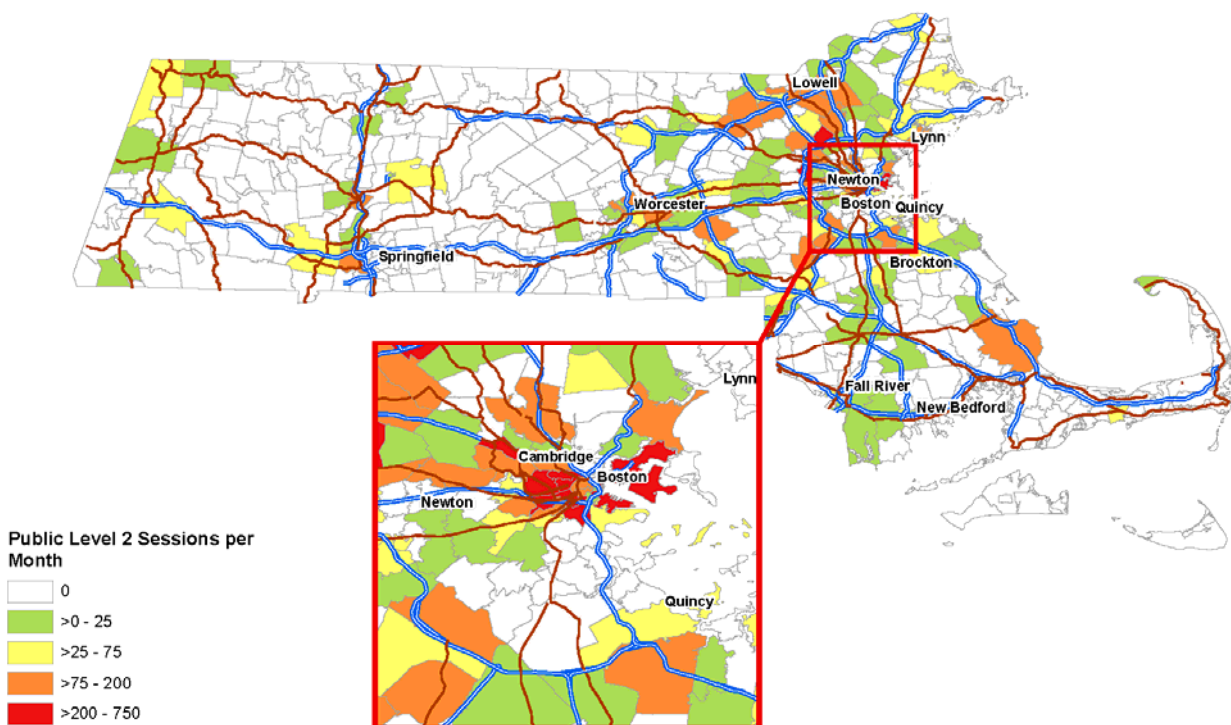 Lowell
Lynn
Newton
Worcester
Boston
Quincy
Springfield
Brockton
Lynn
Fall River
New Bedford
Cambridge
Boston
Newton
Quincy
Public Level 2 Sessions per
Month
0
>0 - 25
>25 - 75
>75 - 200
>200 - 750